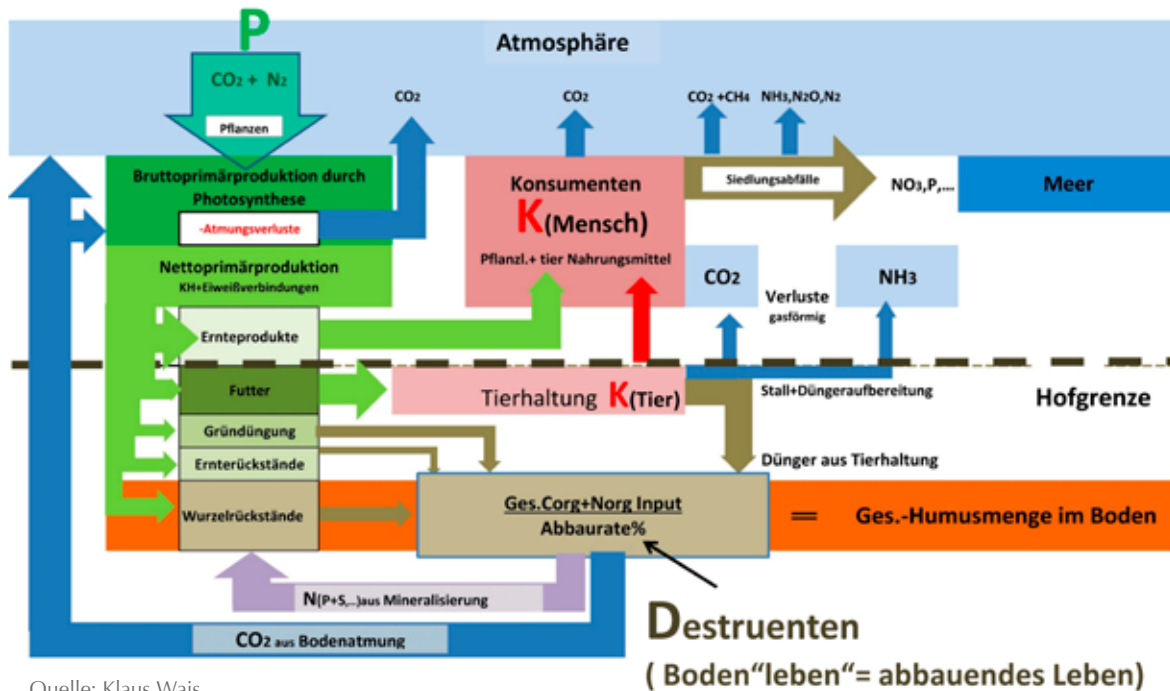 P
Atmosphäre
CO2 + N2
Pflanzen
CO2
CO2
CO2 +CH4
NH3,N2O,N2
Bruttoprimärproduktion durch
Photosynthese
-Atmungsverluste
Konsumenten
K(Mensch)
Pflanzl.+ tier Nahrungsmittel
Siedlungsabfälle
NO3,P,...
Meer
Nettoprimärproduktion
KH+Eiweißverbindungen
CO2
Verluste
gasförmig
NH3
Ernteprodukte
Futter
Tierhaltung K(Tier)
Stall+Düngeraufbereitung
Hofgrenze
Gründüngung
Ernterückstände
Dünger aus Tierhaltung
Wurzelrückstände
Ges.Corg+Norg Input
Abbaurate%
= Ges.-Humusmenge im Boden
N(P+S,..)aus Mineralisierung
CO2 aus Bodenatmung
Destruenten
( Boden“leben“= abbauendes Leben)
Quelle: Klaus Wais